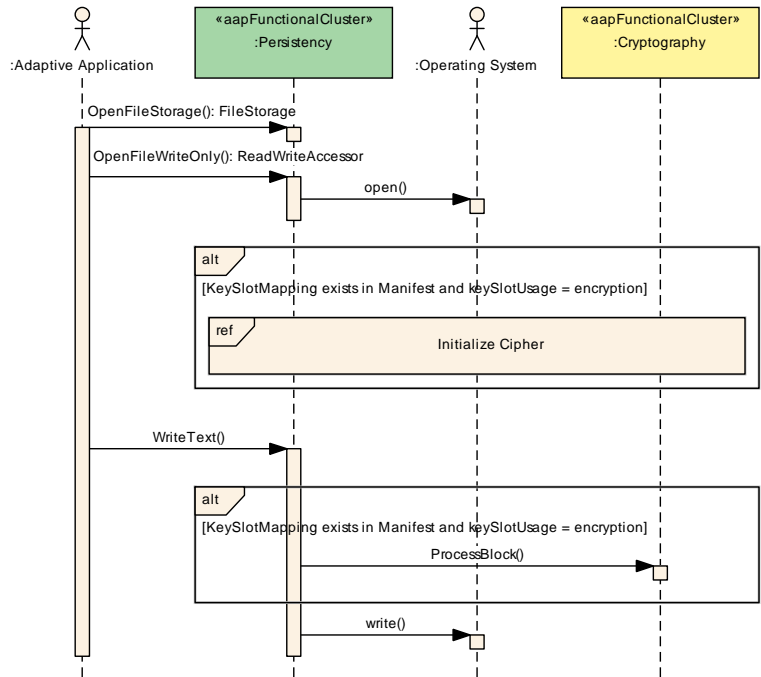 «aapFunctionalCluster»
:Persistency
«aapFunctionalCluster»
:Cryptography
:Adaptive Application
:Operating System
OpenFileStorage(): FileStorage
OpenFileWriteOnly(): ReadWriteAccessor
open()
alt
[KeySlotMapping exists in Manifest and keySlotUsage = encryption]
ref
Initialize Cipher
WriteText()
alt
[KeySlotMapping exists in Manifest and keySlotUsage = encryption]
ProcessBlock()
write()